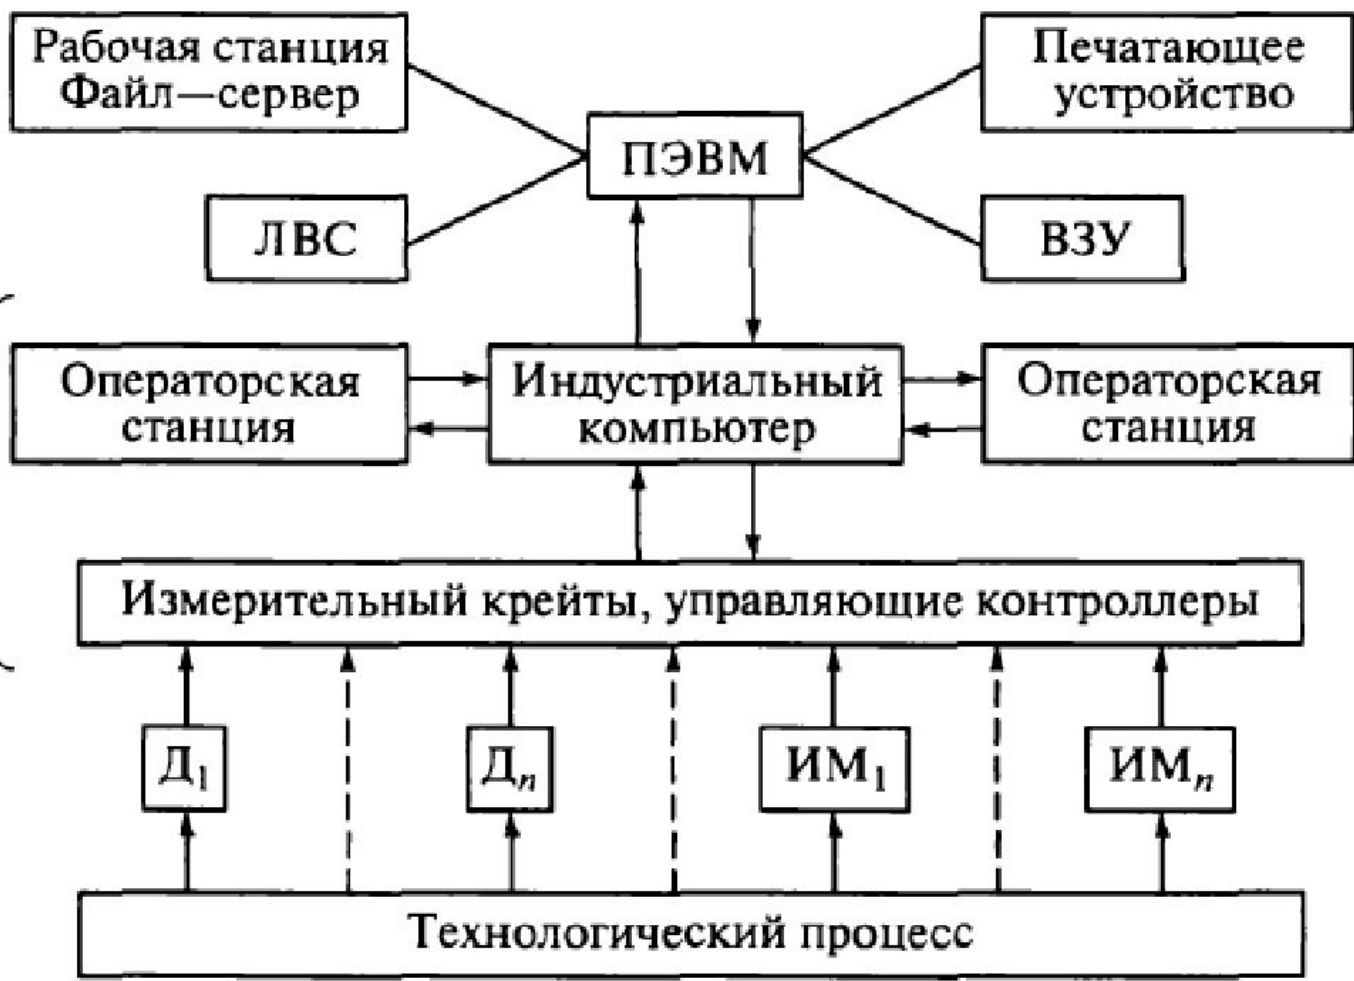 Рабочая станция
Файл—сервер
Печатающее
устройство
ПЭВМ
ЛВС
ВЗУ
Операторская
станция
Индустриальный
компьютер
Операторская
станция
Измерительный крейты, управляющие контроллеры
Д1
Дn
ИМ1
ИМn
Технологический процесс